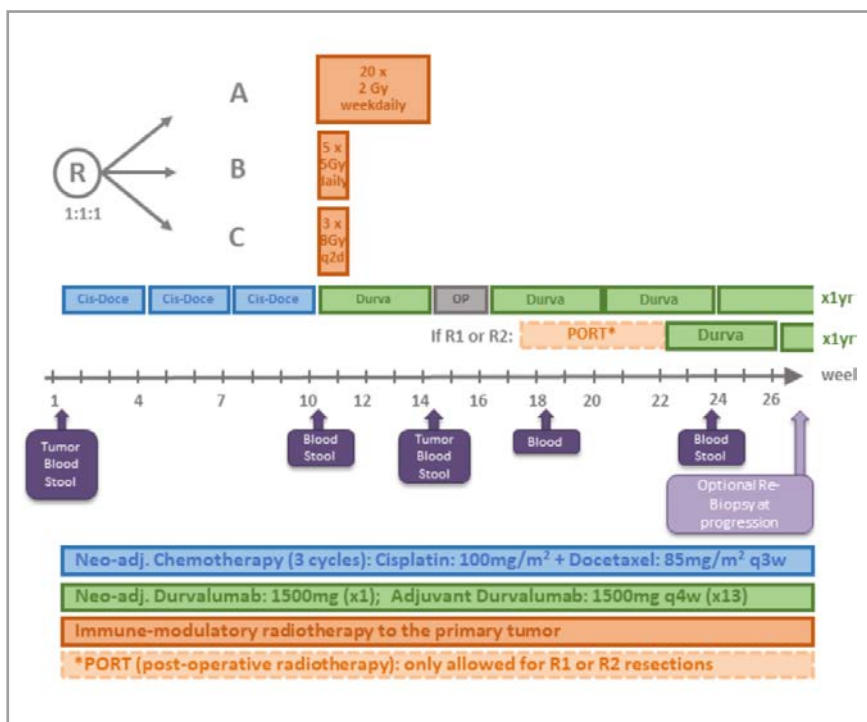 A
20 x
2 Gy
weekdaily
R
1:1:1
B
5 x
5Gy
daily
C
3 x
8Gy
q2d
Cis-Doce Cis-Doce Cis-Doce Durva OP Durva Durva x1yr
If R1 or R2: PORT* Durva x1yr
weel
1 4 7 10 12 14 16 18 20 22 24 26
Tumor
Blood
Stool
Blood
Stool
Tumor
Blood
Stool
Blood
Blood
Stool
Optional Re-
Biopsy at
progression
Neo-adj. Chemotherapy (3 cycles): Cisplatin: 100mg/m² + Docetaxel: 85mg/m² q3w
Neo-adj. Durvalumab: 1500mg (x1); Adjuvant Durvalumab: 1500mg q4w (x13)
Immune-modulatory radiotherapy to the primary tumor
*PORT (post-operative radiotherapy): only allowed for R1 or R2 resections